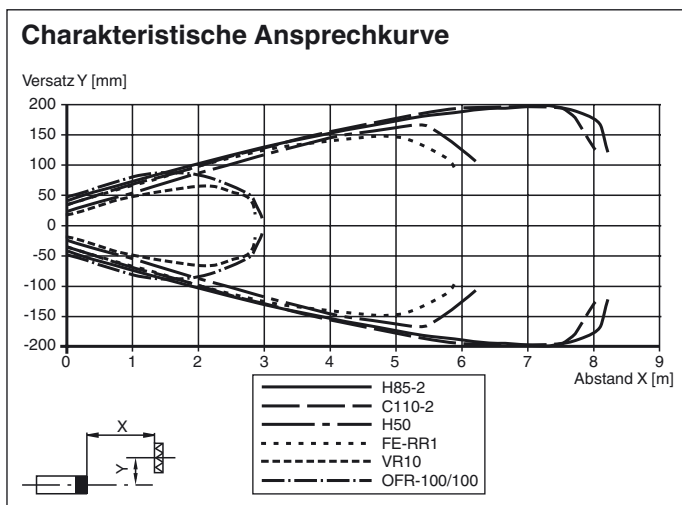 Charakteristische Ansprechkurve
Versatz Y [mm]
200
150
100
50
0
-50
-100
-150
-200
0 1 2 3 4 5 6 7 8 9
Abstand X [m]
H85-2
C110-2
H50
FE-RR1
VR10
OFR-100/100
X
Y